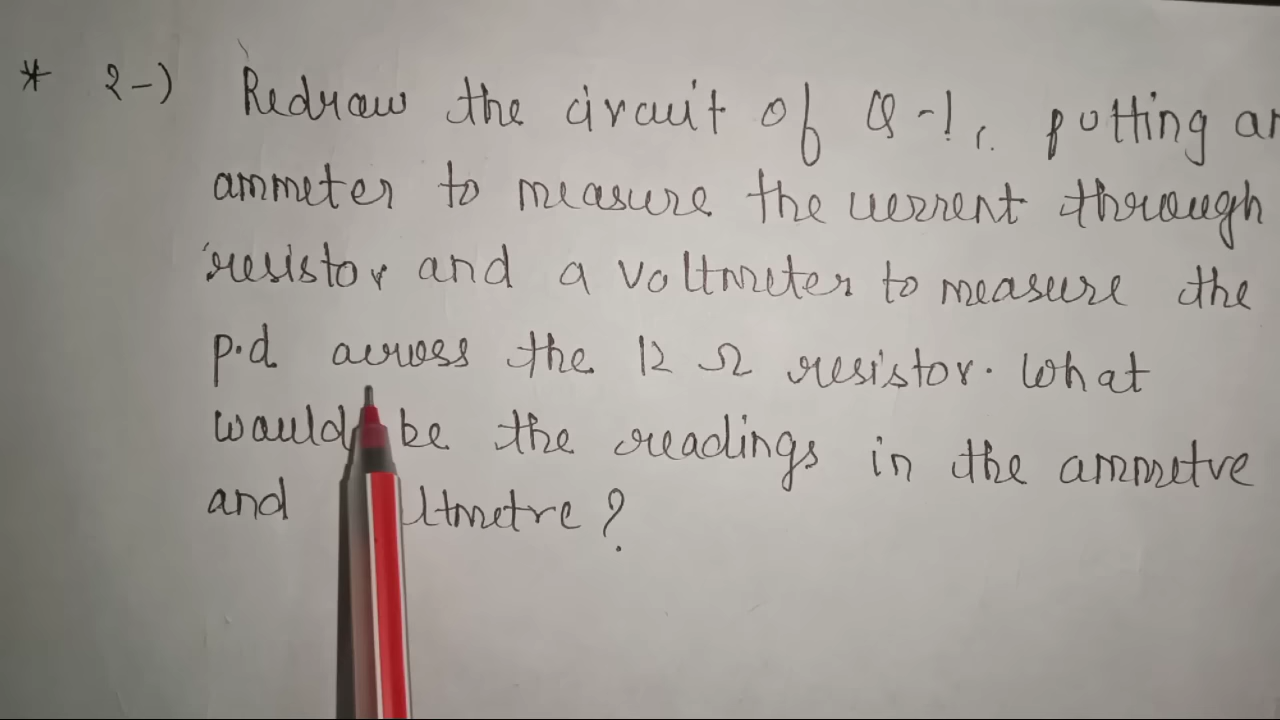 * 2-) Redraw the circuit of Q-1, putting an
ammeter to measure the current through
resistor and a voltmeter to measure the
p.d across the 12 Ω resistor. What
would be the readings in the ammetre
and ltmetre?